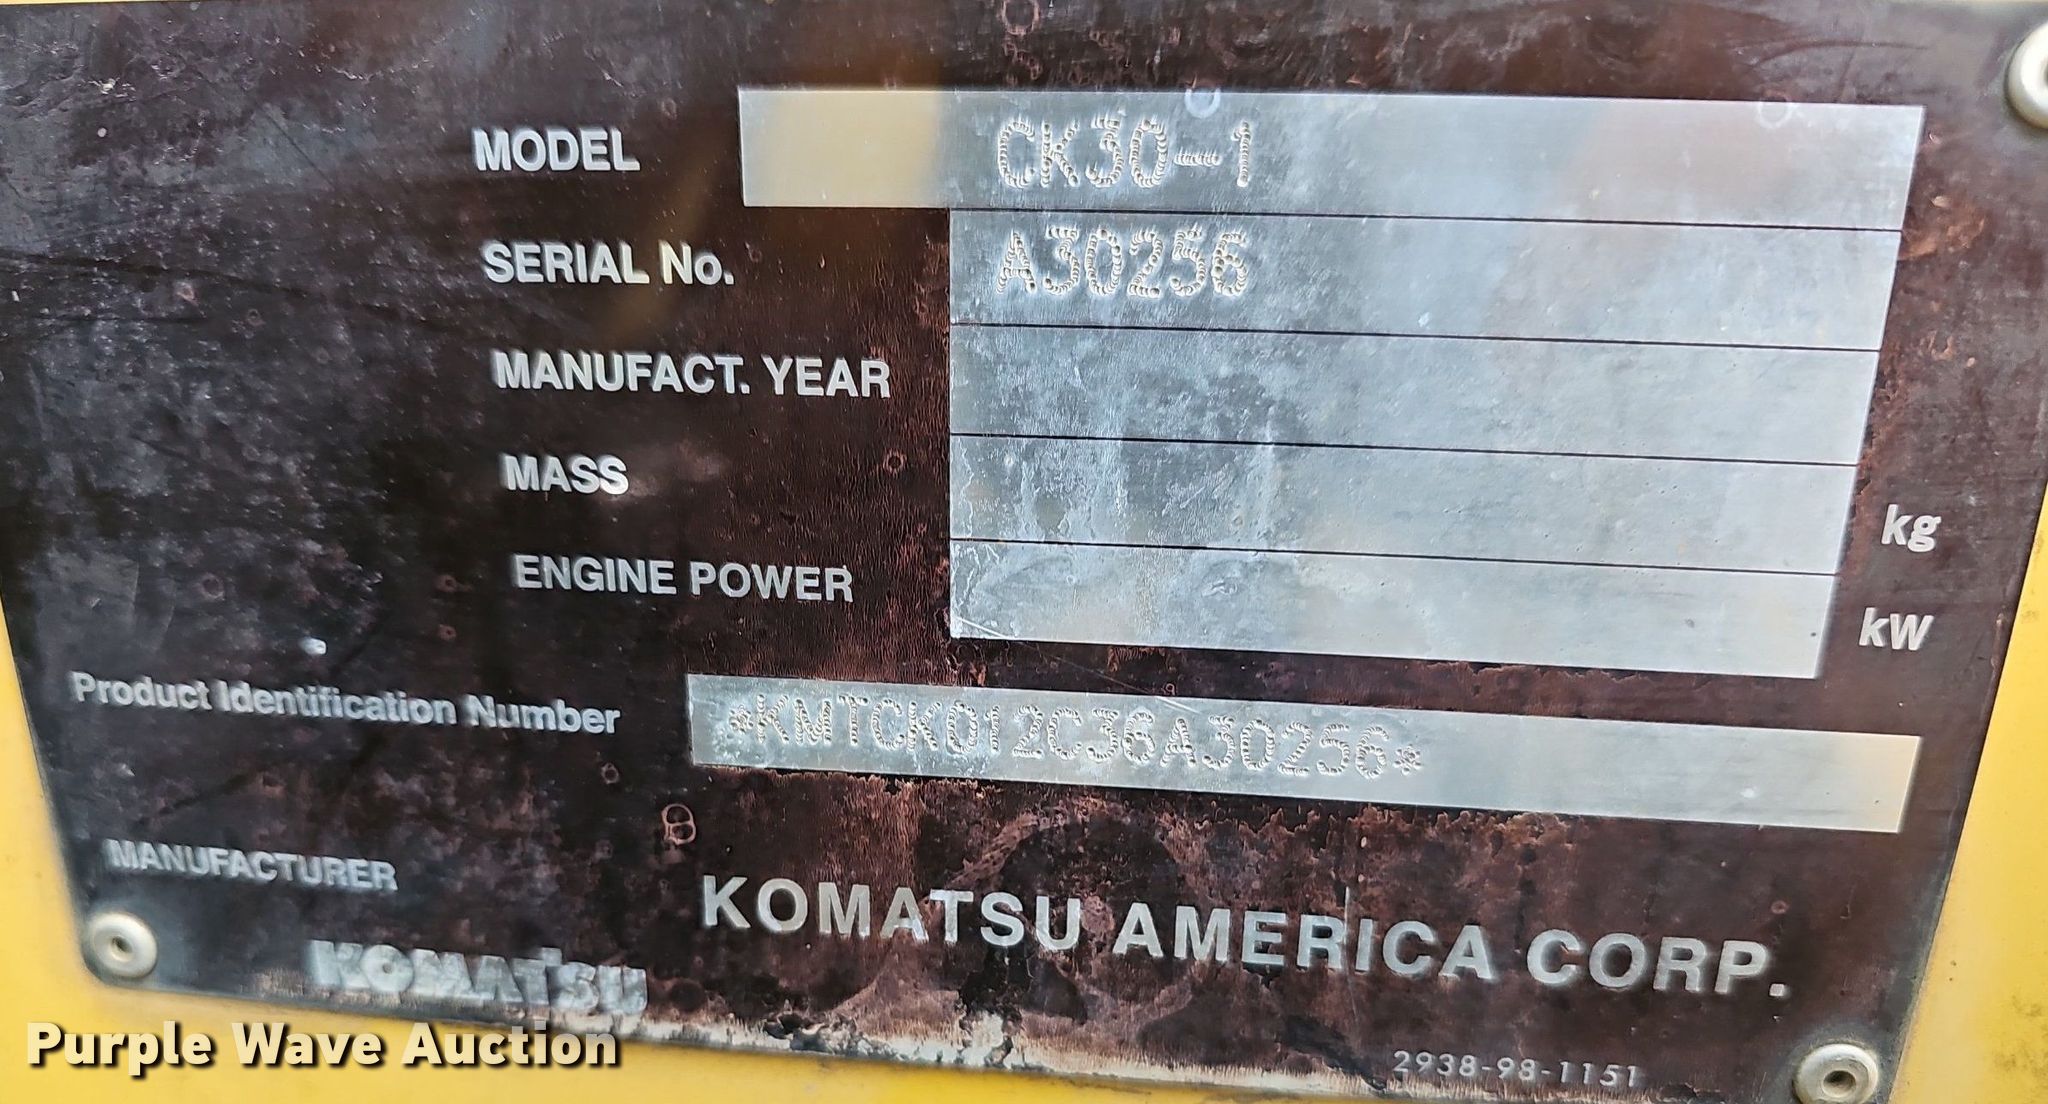 MODEL CK30-1
SERIAL No. A30256
MANUFACT. YEAR
MASS kg
ENGINE POWER kW
Product Identification Number *KMTCK012C36A30256*
MANUFACTURER
KOMATSU KOMATSU AMERICA CORP.
2938-98-1151
Purple Wave Auction